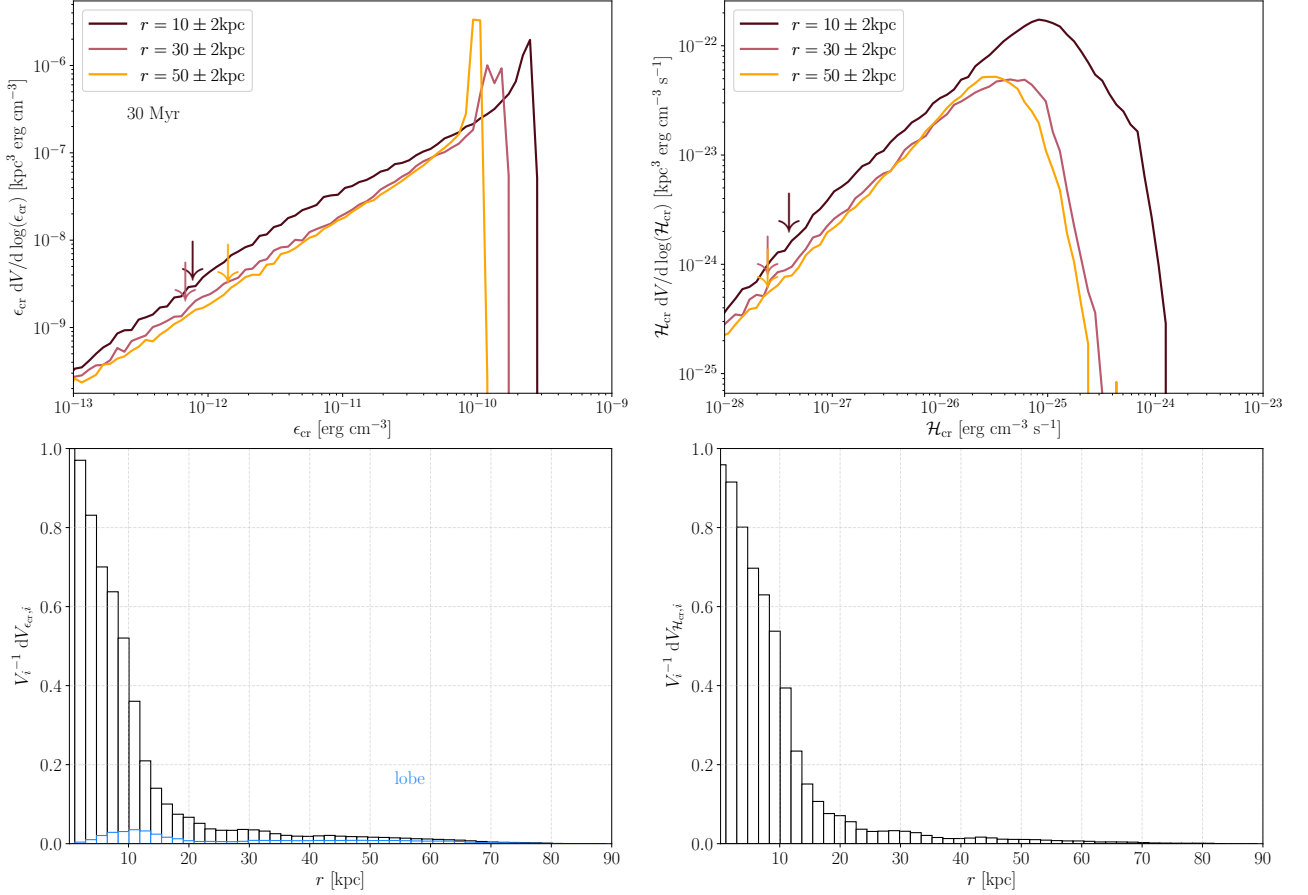 r = 10 ± 2kpc
r = 30 ± 2kpc
r = 50 ± 2kpc
30 Myr
10⁻⁶
10⁻⁷
10⁻⁸
10⁻⁹
ϵ_cr dV/d log(ϵ_cr) [kpc³ erg cm⁻³]
10⁻¹³ 10⁻¹² 10⁻¹¹ 10⁻¹⁰ 10⁻⁹
ϵ_cr [erg cm⁻³]
r = 10 ± 2kpc
r = 30 ± 2kpc
r = 50 ± 2kpc
10⁻²²
10⁻²³
10⁻²⁴
10⁻²⁵
ℋ_cr dV/d log(ℋ_cr) [kpc³ erg cm⁻³ s⁻¹]
10⁻²⁸ 10⁻²⁷ 10⁻²⁶ 10⁻²⁵ 10⁻²⁴ 10⁻²³
ℋ_cr [erg cm⁻³ s⁻¹]
1.0
0.8
0.6
0.4
0.2
0.0
V_i⁻¹ dV_ϵcr,i
lobe
10 20 30 40 50 60 70 80 90
r [kpc]
1.0
0.8
0.6
0.4
0.2
0.0
V_i⁻¹ dV_ℋcr,i
10 20 30 40 50 60 70 80 90
r [kpc]